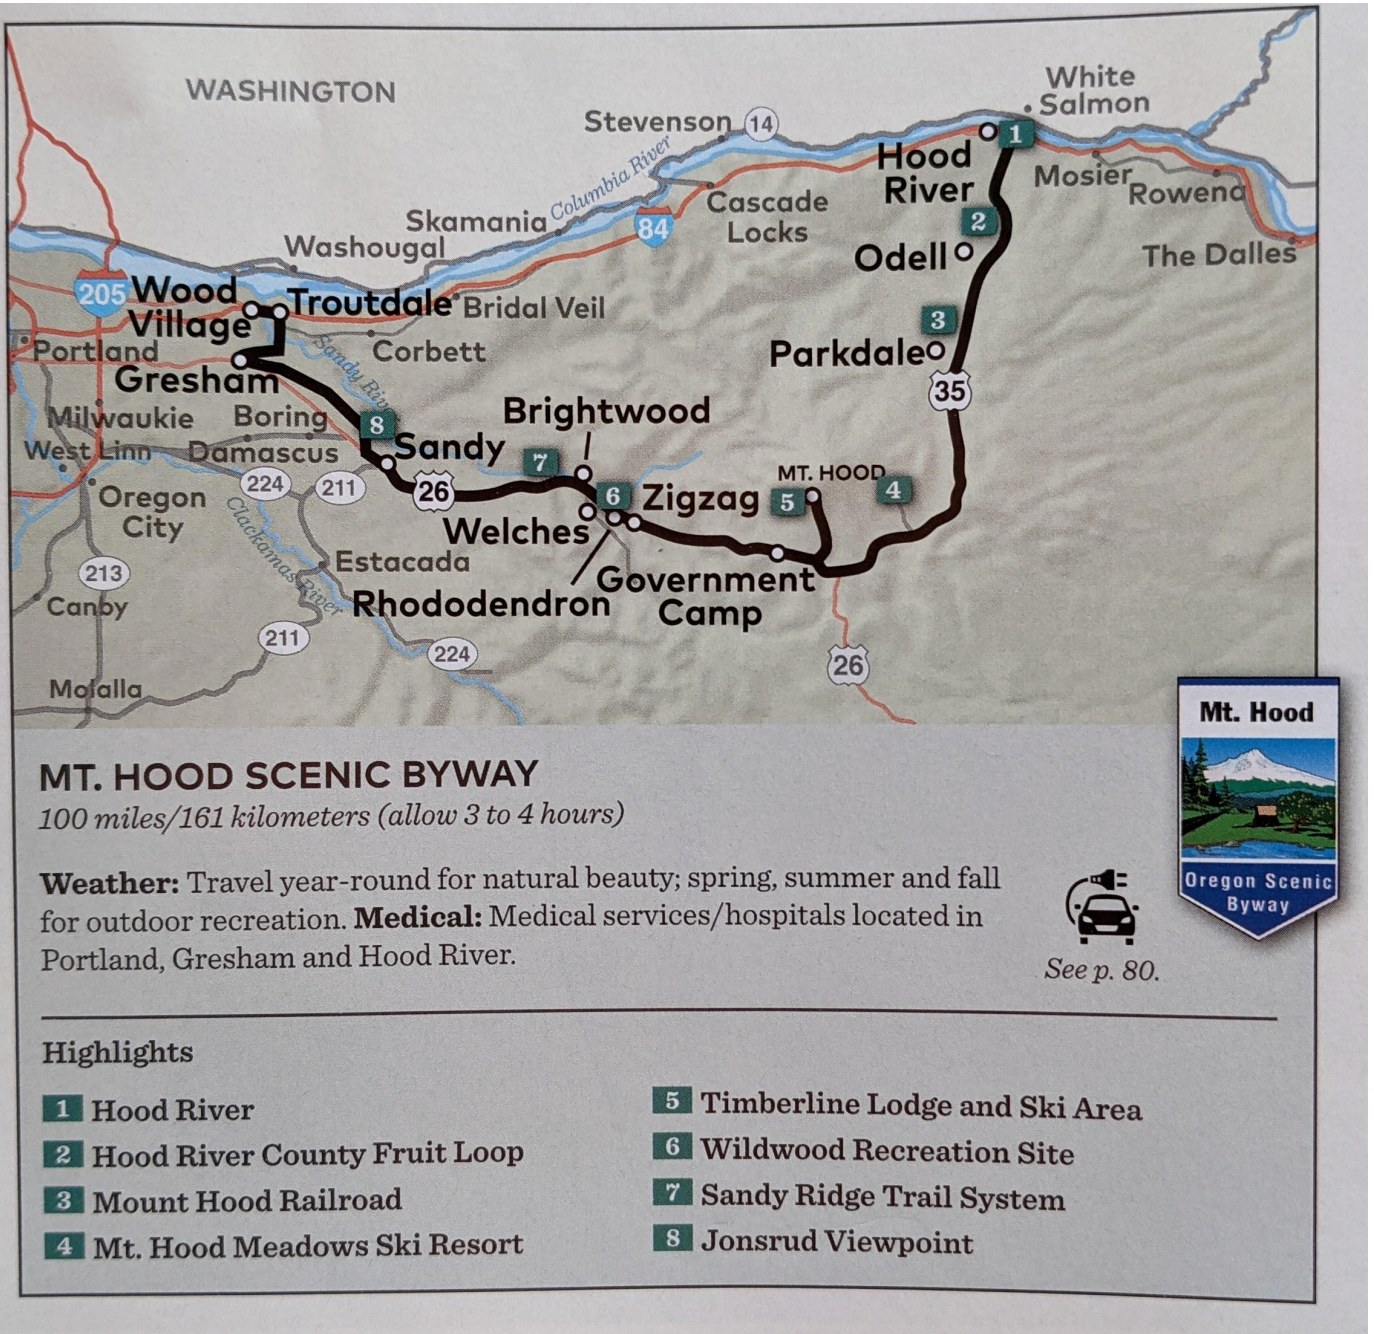 WASHINGTON
White
Salmon
Stevenson
14
1
Hood
River
Mosier
Rowena
Columbia River
Cascade
Locks
Skamania
84
2
Washougal
Odell
The Dalles
205
Wood
Village
Troutdale
Bridal Veil
3
Portland
Corbett
Parkdale
Sandy Riv
Gresham
35
Milwaukie
Boring
8
Brightwood
West Linn
Damascus
Sandy
7
MT. HOOD
224
211
26
6
Zigzag
5
4
Oregon
City
Welches
Clackamas River
Estacada
213
Government
Camp
Canby
Rhododendron
211
224
26
Molalla
Mt. Hood
Oregon Scenic
Byway
MT. HOOD SCENIC BYWAY
100 miles/161 kilometers (allow 3 to 4 hours)
Weather: Travel year-round for natural beauty; spring, summer and fall
for outdoor recreation. Medical: Medical services/hospitals located in
Portland, Gresham and Hood River.
See p. 80.
Highlights
1 Hood River
2 Hood River County Fruit Loop
3 Mount Hood Railroad
4 Mt. Hood Meadows Ski Resort
5 Timberline Lodge and Ski Area
6 Wildwood Recreation Site
7 Sandy Ridge Trail System
8 Jonsrud Viewpoint